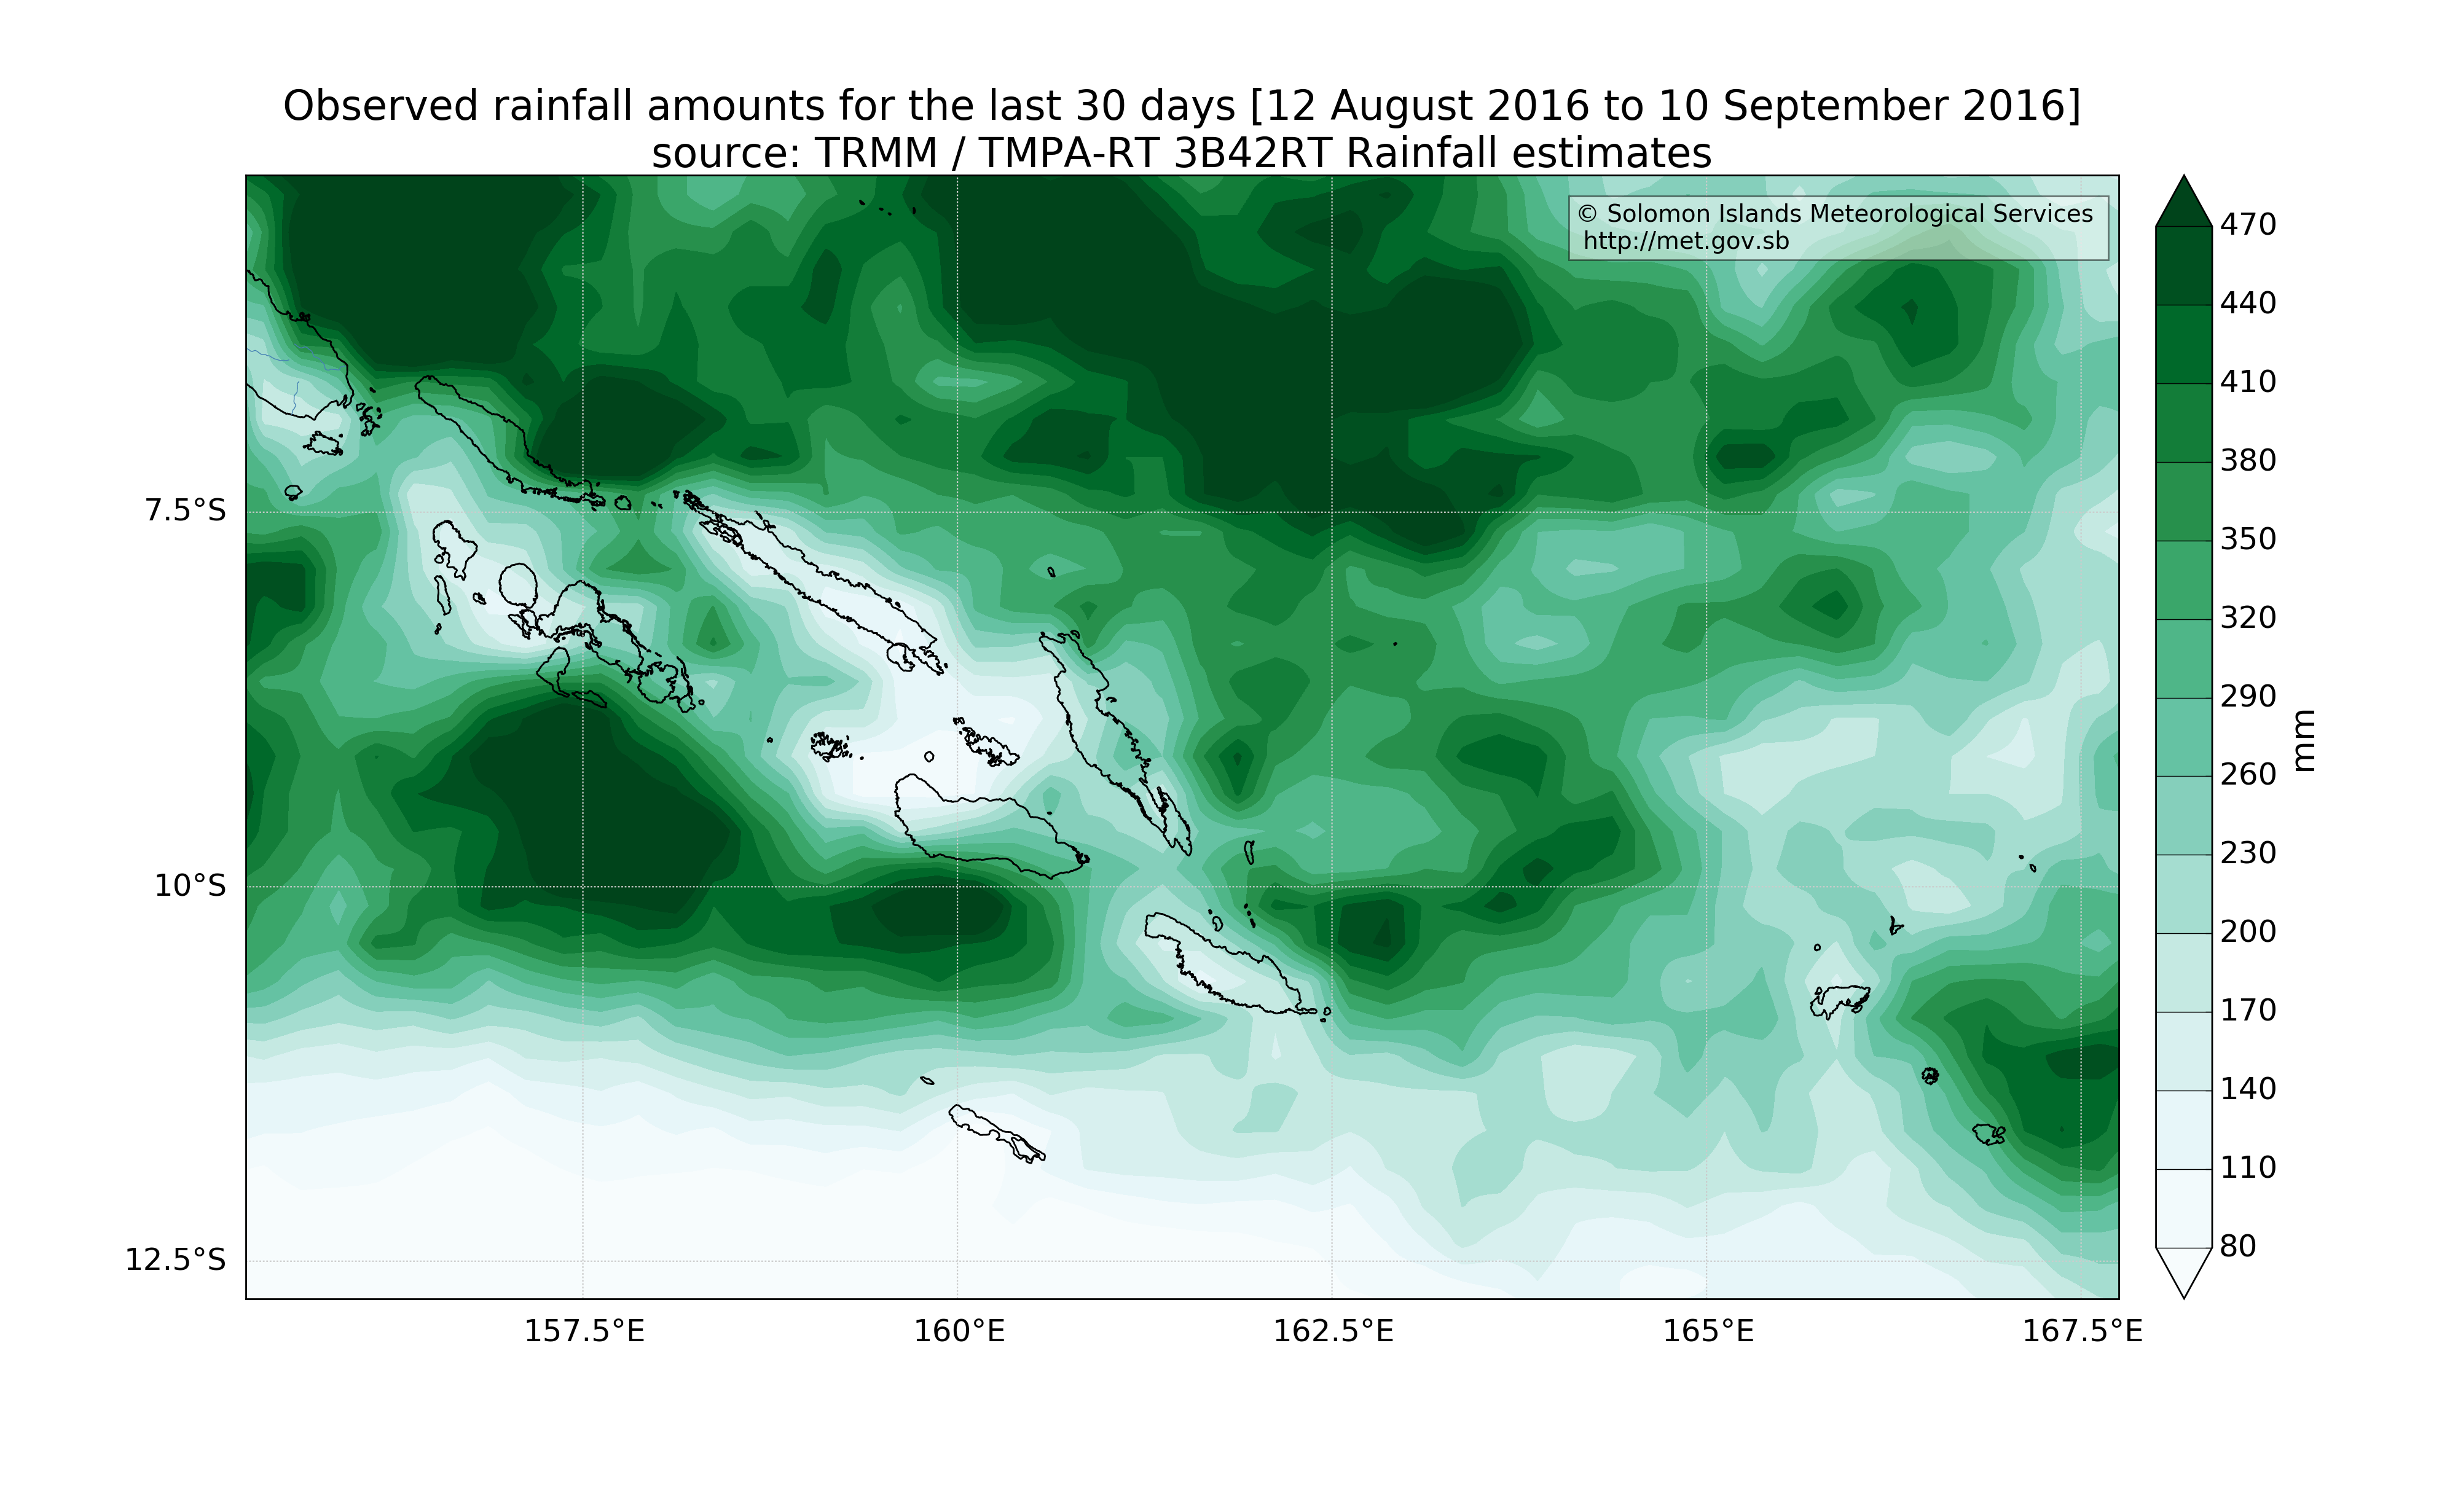 Observed rainfall amounts for the last 30 days [12 August 2016 to 10 September 2016]
source: TRMM / TMPA-RT 3B42RT Rainfall estimates
© Solomon Islands Meteorological Services
http://met.gov.sb
7.5°S
10°S
12.5°S
157.5°E
160°E
162.5°E
165°E
167.5°E
470
440
410
380
350
320
290
260
230
200
170
140
110
80
mm